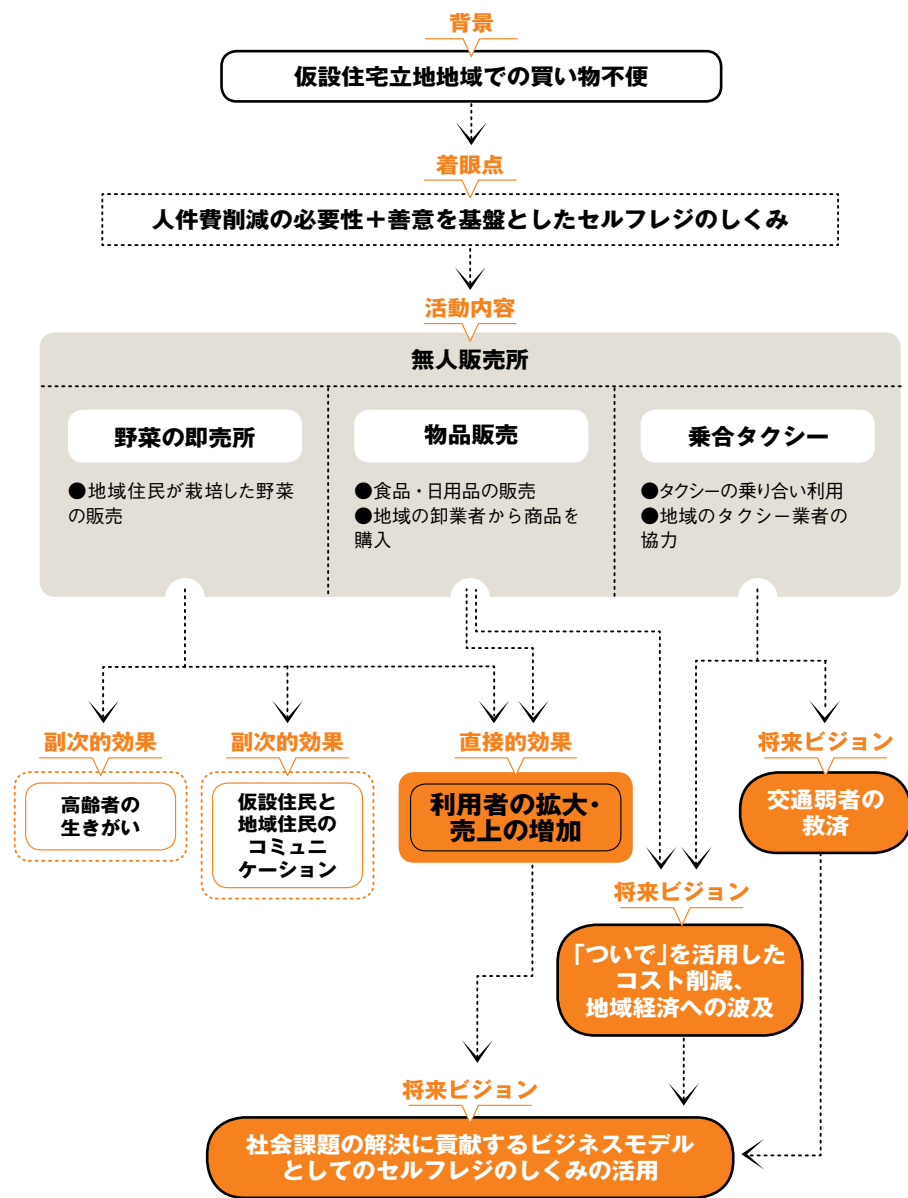 背景
仮設住宅立地地域での買い物不便
着眼点
人件費削減の必要性＋善意を基盤としたセルフレジのしくみ
活動内容
無人販売所
野菜の即売所
●地域住民が栽培した野菜
の販売
物品販売
●食品・日用品の販売
●地域の卸業者から商品を
購入
乗合タクシー
●タクシーの乗り合い利用
●地域のタクシー業者の
協力
副次的効果
高齢者の
生きがい
副次的効果
仮設住民と
地域住民の
コミュニ
ケーション
直接的効果
利用者の拡大・
売上の増加
将来ビジョン
交通弱者の
救済
将来ビジョン
「ついで」を活用した
コスト削減、
地域経済への波及
将来ビジョン
社会課題の解決に貢献するビジネスモデル
としてのセルフレジのしくみの活用